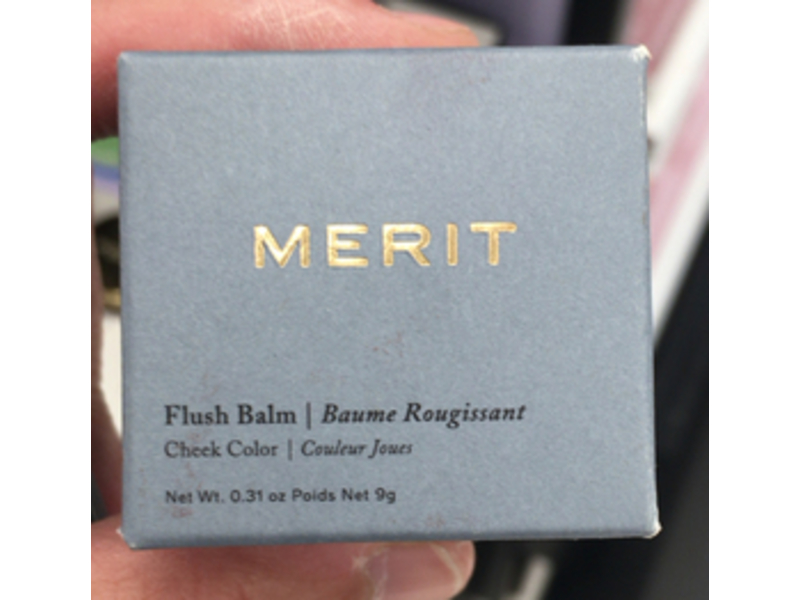 MERIT
Flush Balm | Baume Rougissant
Cheek Color | Couleur Joues
Net Wt. 0.31 oz Poids Net 9g